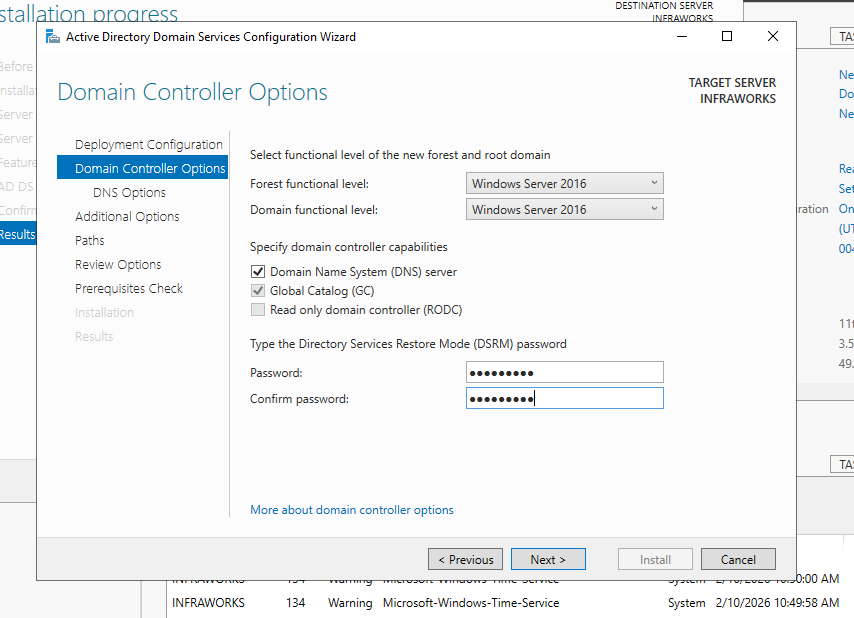 stallation progress
DESTINATION SERVER
INFRAWORKS
Active Directory Domain Services Configuration Wizard
Domain Controller Options
TARGET SERVER
INFRAWORKS
Before
Installa
Server
Server
Feature
AD DS
Confirm
Results
Deployment Configuration
Domain Controller Options
DNS Options
Additional Options
Paths
Review Options
Prerequisites Check
Installation
Results
Select functional level of the new forest and root domain
Forest functional level: Windows Server 2016
Domain functional level: Windows Server 2016
Specify domain controller capabilities
Domain Name System (DNS) server
Global Catalog (GC)
Read only domain controller (RODC)
Type the Directory Services Restore Mode (DSRM) password
Password: ●●●●●●●●●
Confirm password: ●●●●●●●●●
More about domain controller options
< Previous Next > Install Cancel
TAS
Ne
Do
Ne
Rea
Set
ration On
(UT
004
11t
3.5
49.
TAS
INFRAWORKS 134 Warning Microsoft-Windows-Time-Service System 2/10/2026 10:50:00 AM
INFRAWORKS 134 Warning Microsoft-Windows-Time-Service System 2/10/2026 10:49:58 AM